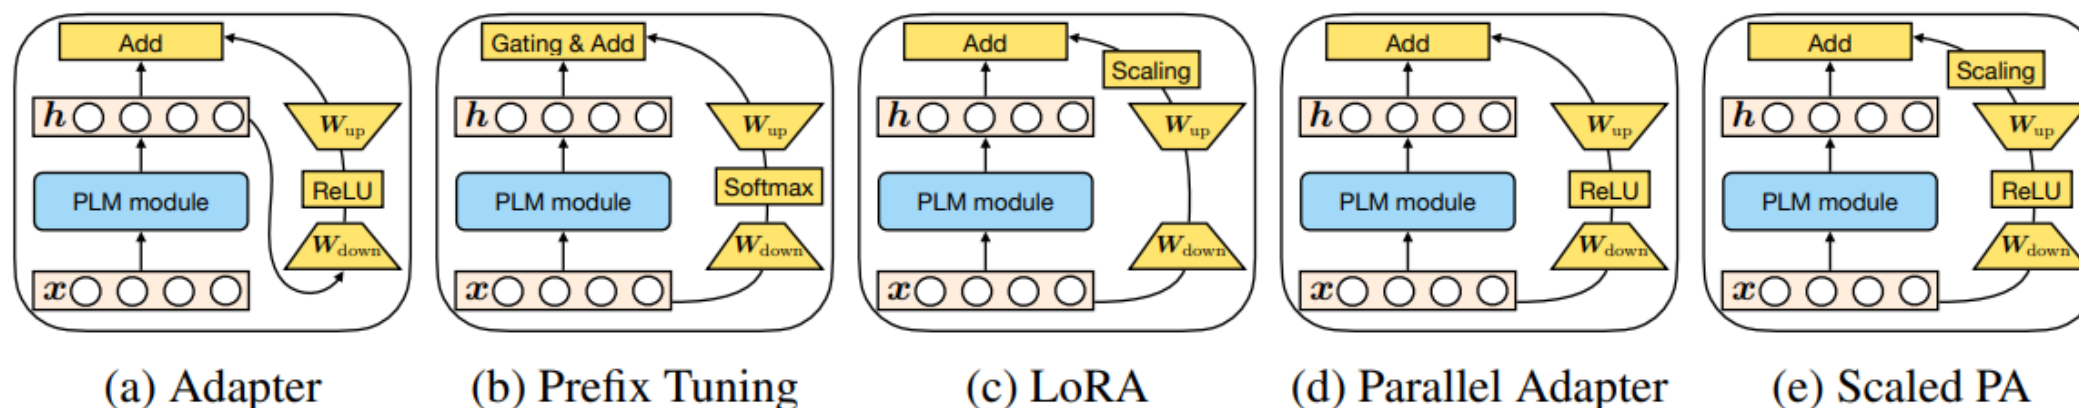 Add
h
W_up
ReLU
PLM module
W_down
x
(a) Adapter
Gating & Add
h
W_up
Softmax
PLM module
W_down
x
(b) Prefix Tuning
Add
Scaling
h
W_up
PLM module
W_down
x
(c) LoRA
Add
h
W_up
ReLU
PLM module
W_down
x
(d) Parallel Adapter
Add
Scaling
h
W_up
ReLU
PLM module
W_down
x
(e) Scaled PA